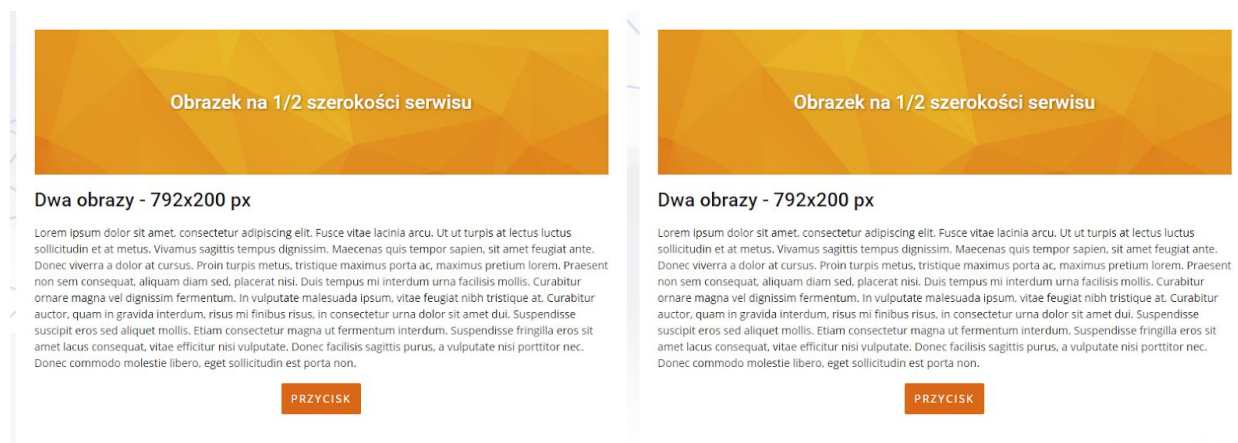 Obrazek na 1/2 szerokości serwisu
Dwa obrazy - 792x200 px
Lorem ipsum dolor sit amet, consectetur adipiscing elit. Fusce vitae lacinia arcu. Ut ut turpis at lectus luctus
sollicitudin et at metus. Vivamus sagittis tempus dignissim. Maecenas quis tempor sapien, sit amet feugiat ante.
Donec viverra a dolor at cursus. Proin turpis metus, tristique maximus porta ac, maximus pretium lorem. Praesent
non sem consequat, aliquam diam sed, placerat nisi. Duis tempus mi interdum urna facilisis mollis. Curabitur
ornare magna vel dignissim fermentum. In vulputate malesuada ipsum, vitae feugiat nibh tristique at. Curabitur
auctor, quam in gravida interdum, risus mi finibus risus, in consectetur urna dolor sit amet dui. Suspendisse
suscipit eros sed aliquet mollis. Etiam consectetur magna ut fermentum interdum. Suspendisse fringilla eros sit
amet lacus consequat, vitae efficitur nisi vulputate. Donec facilisis sagittis purus, a vulputate nisi porttitor nec.
Donec commodo molestie libero, eget sollicitudin est porta non.
PRZYCISK
Obrazek na 1/2 szerokości serwisu
Dwa obrazy - 792x200 px
Lorem ipsum dolor sit amet, consectetur adipiscing elit. Fusce vitae lacinia arcu. Ut ut turpis at lectus luctus
sollicitudin et at metus. Vivamus sagittis tempus dignissim. Maecenas quis tempor sapien, sit amet feugiat ante.
Donec viverra a dolor at cursus. Proin turpis metus, tristique maximus porta ac, maximus pretium lorem. Praesent
non sem consequat, aliquam diam sed, placerat nisi. Duis tempus mi interdum urna facilisis mollis. Curabitur
ornare magna vel dignissim fermentum. In vulputate malesuada ipsum, vitae feugiat nibh tristique at. Curabitur
auctor, quam in gravida interdum, risus mi finibus risus, in consectetur urna dolor sit amet dui. Suspendisse
suscipit eros sed aliquet mollis. Etiam consectetur magna ut fermentum interdum. Suspendisse fringilla eros sit
amet lacus consequat, vitae efficitur nisi vulputate. Donec facilisis sagittis purus, a vulputate nisi porttitor nec.
Donec commodo molestie libero, eget sollicitudin est porta non.
PRZYCISK